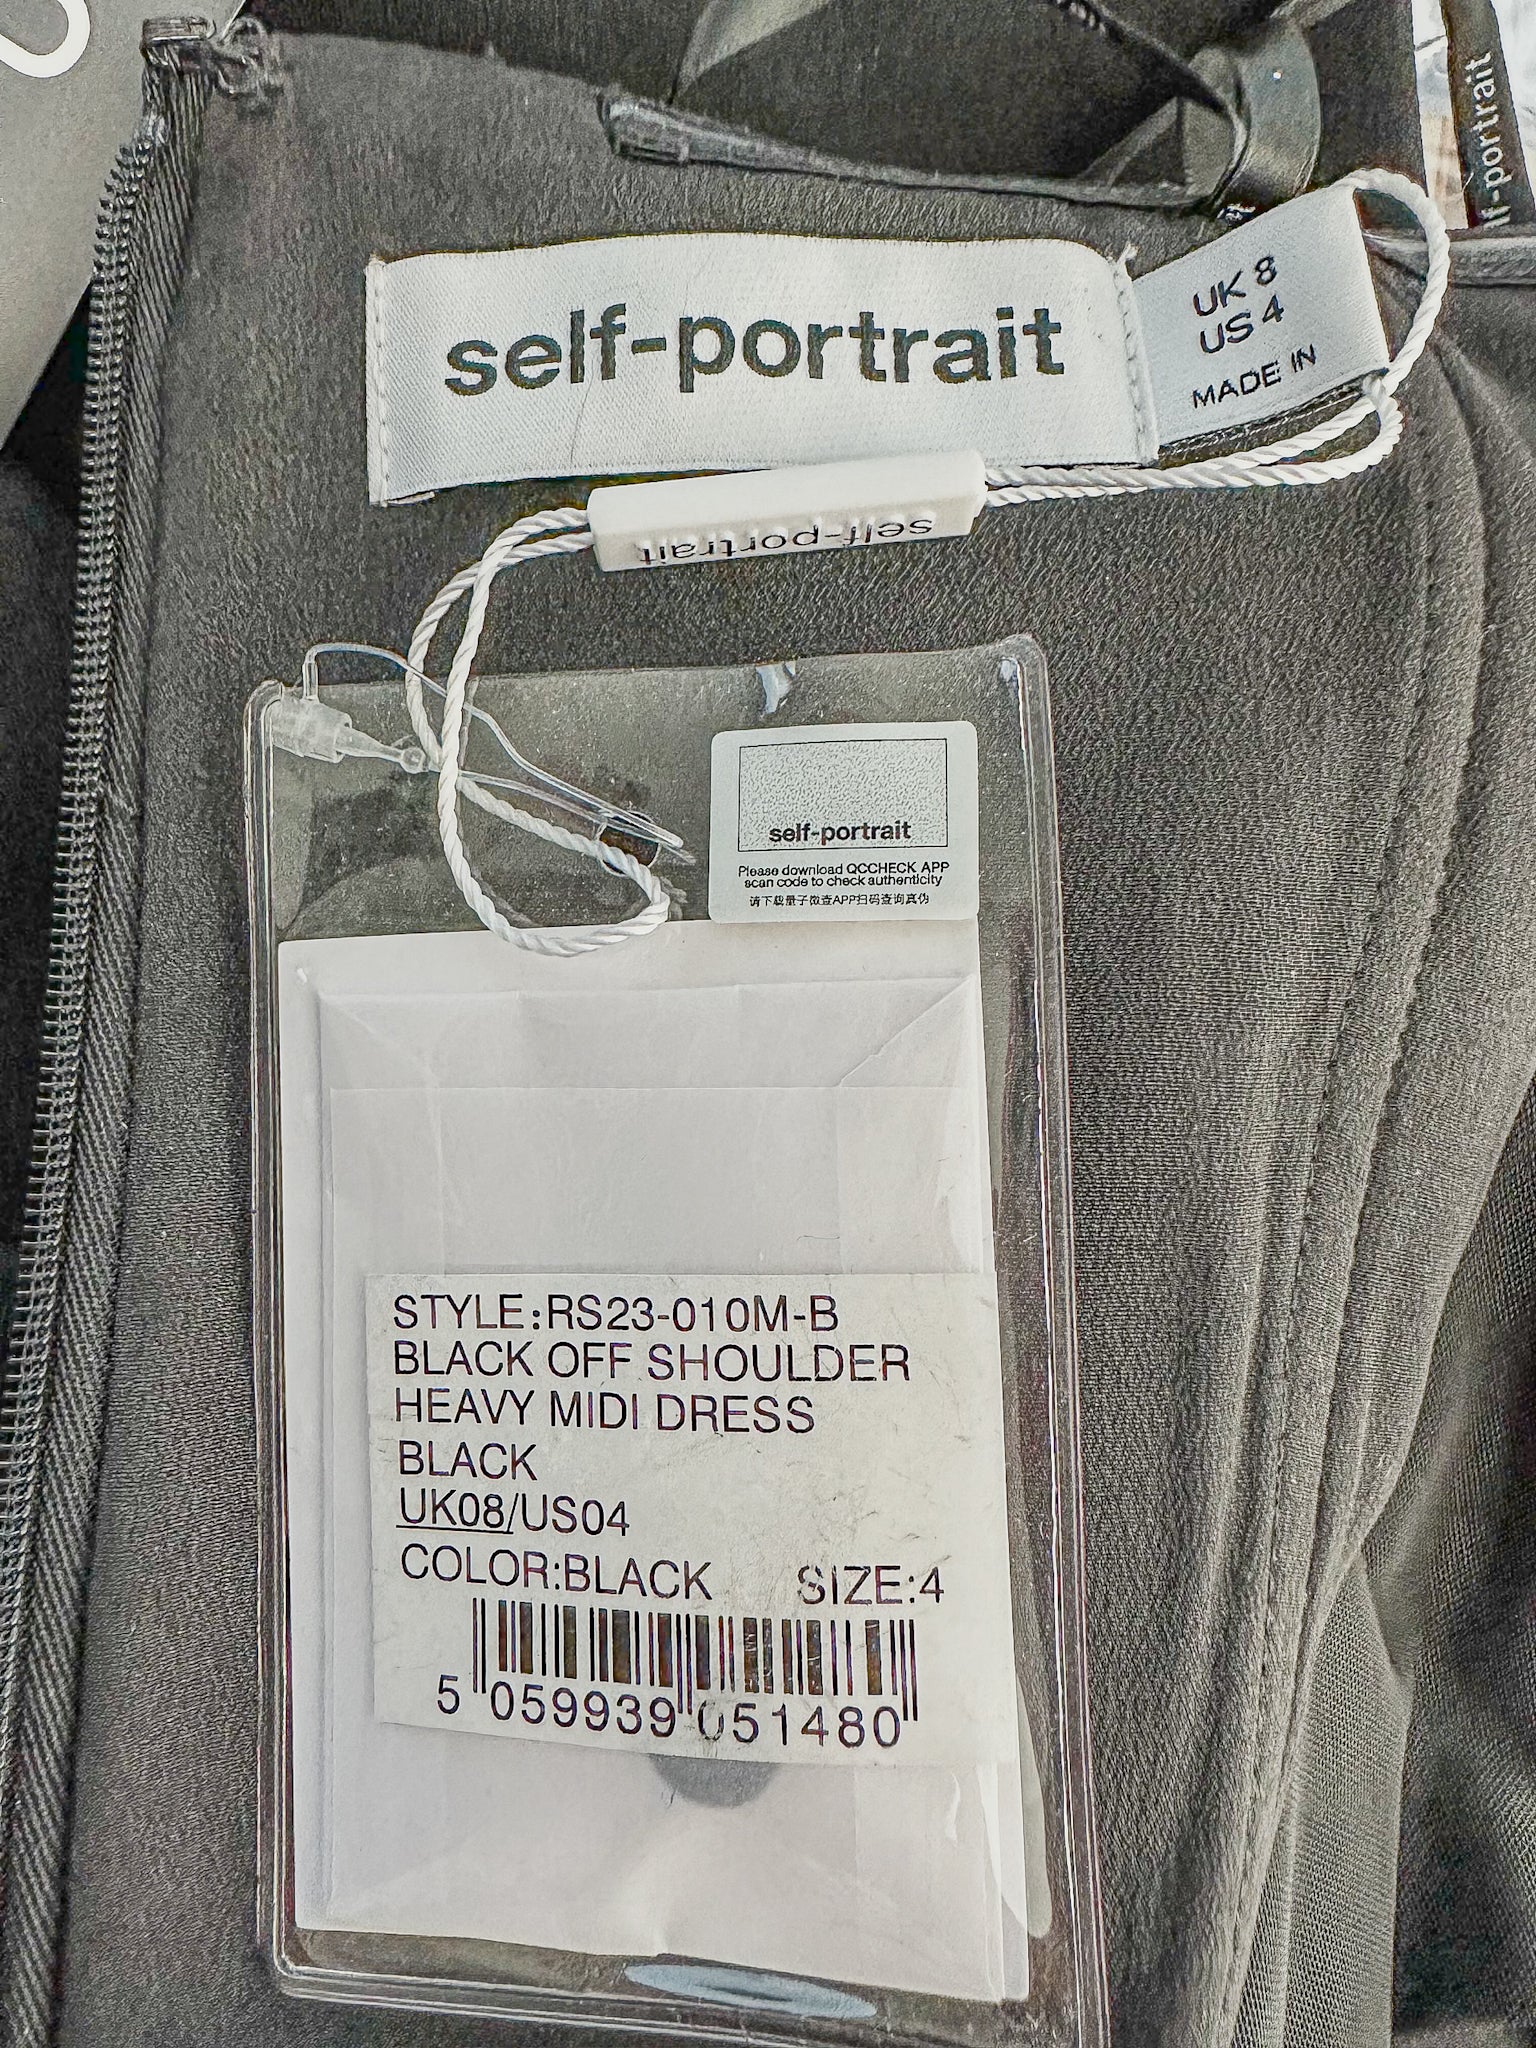 self-portrait
UK 8
US 4
MADE IN
self-portrait
self-portrait
Please download QCCHECK APP
scan code to check authenticity
请下载量子微查APP扫码查询真伪
STYLE:RS23-010M-B
BLACK OFF SHOULDER
HEAVY MIDI DRESS
BLACK
UK08/US04
COLOR:BLACK SIZE:4
5 059939 051480
lf-portrait